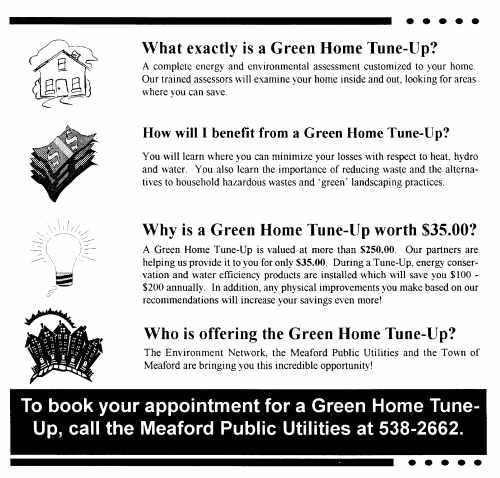 What exactly is a Green Home Tune-Up?
A complete energy and environmental assessment customized to your home.
Our trained assessors will examine your home inside and out, looking for areas
where you can save.
How will I benefit from a Green Home Tune-Up?
You will learn where you can minimize your losses with respect to heat, hydro
and water. You also learn the importance of reducing waste and the alterna-
tives to household hazardous wastes and 'green' landscaping practices.
Why is a Green Home Tune-Up worth $35.00?
A Green Home Tune-Up is valued at more than $250.00. Our partners are
helping us provide it to you for only $35.00. During a Tune-Up, energy conser-
vation and water efficiency products are installed which will save you $100 -
$200 annually. In addition, any physical improvements you make based on our
recommendations will increase your savings even more!
Who is offering the Green Home Tune-Up?
The Environment Network, the Meaford Public Utilities and the Town of
Meaford are bringing you this incredible opportunity!
To book your appointment for a Green Home Tune-
Up, call the Meaford Public Utilities at 538-2662.